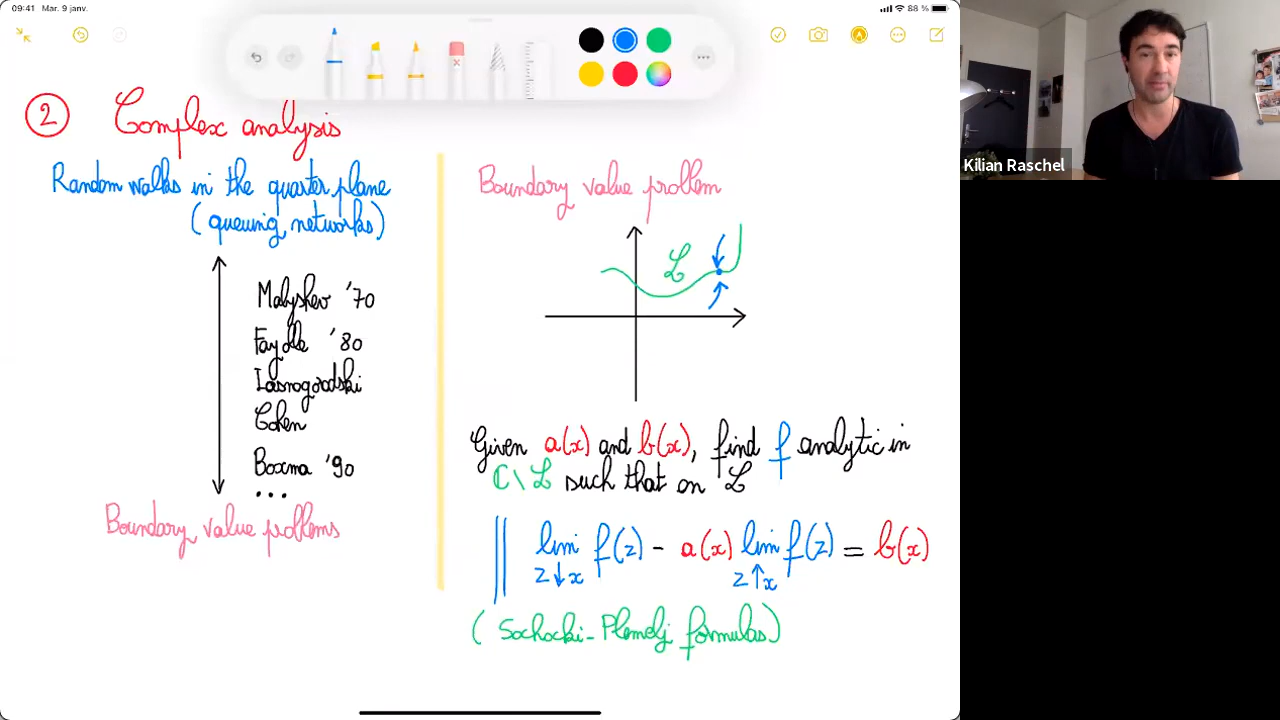 09:41 Mar. 9 janv.
88 %
② Complex analysis
Random walks in the quarter plane
(queuing networks)
Malyshev '70
Fayolle '80
Iasnogorodski
Cohen
Boxma '90
...
Boundary value problems
Boundary value problem
L
Given a(x) and b(x), find f analytic in
ℂ \ L such that on L
lim f(z) - a(x) lim f(z) = b(x)
z↓x z↑x
(Sochocki-Plemelj formulas)
Kilian Raschel